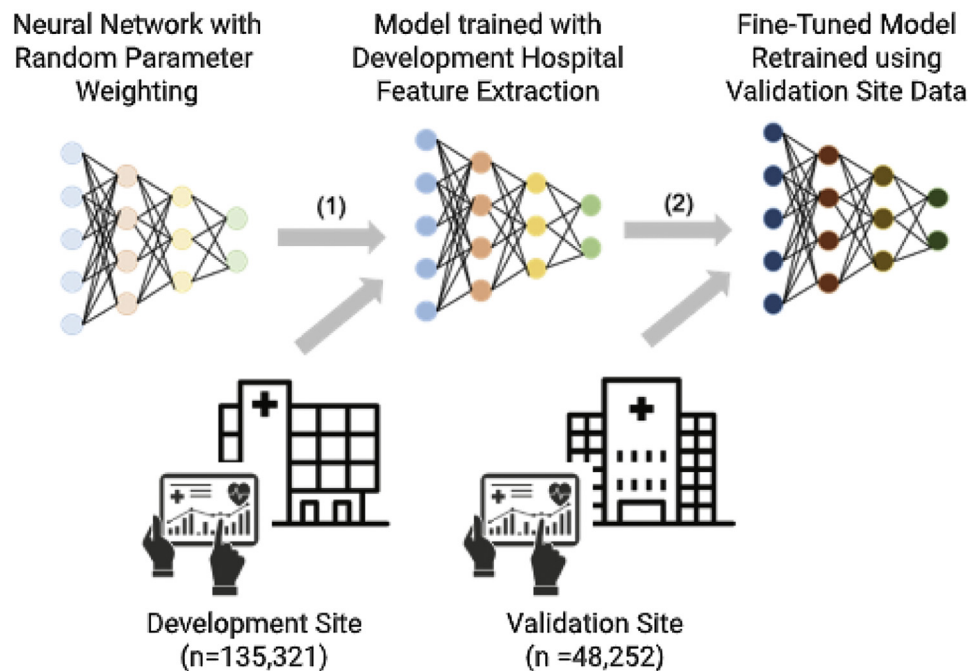 Neural Network with
Random Parameter
Weighting
Model trained with
Development Hospital
Feature Extraction
Fine-Tuned Model
Retrained using
Validation Site Data
(1)
(2)
Development Site
(n=135,321)
Validation Site
(n =48,252)